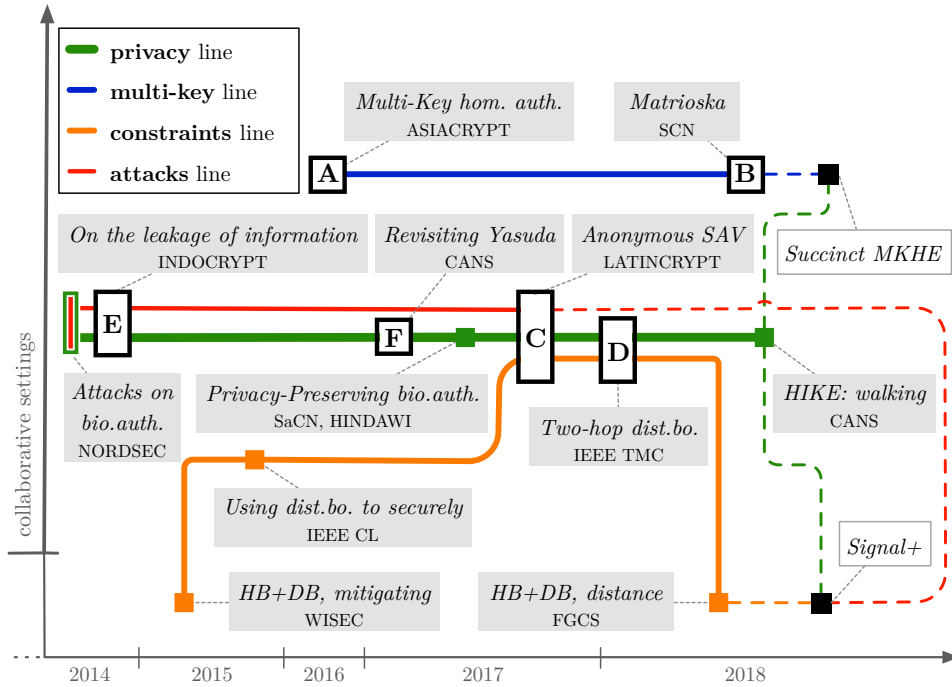 privacy line
multi-key line
constraints line
attacks line
Multi-Key hom. auth.
ASIACRYPT
Matrioska
SCN
A
B
Succinct MKHE
On the leakage of information
INDOCRYPT
Revisiting Yasuda
CANS
Anonymous SAV
LATINCRYPT
E
F
C
D
Attacks on
bio.auth.
NORDSEC
Privacy-Preserving bio.auth.
SaCN, HINDAWI
Two-hop dist.bo.
IEEE TMC
HIKE: walking
CANS
Using dist.bo. to securely
IEEE CL
Signal+
HB+DB, mitigating
WISEC
HB+DB, distance
FGCS
collaborative settings
2014
2015
2016
2017
2018